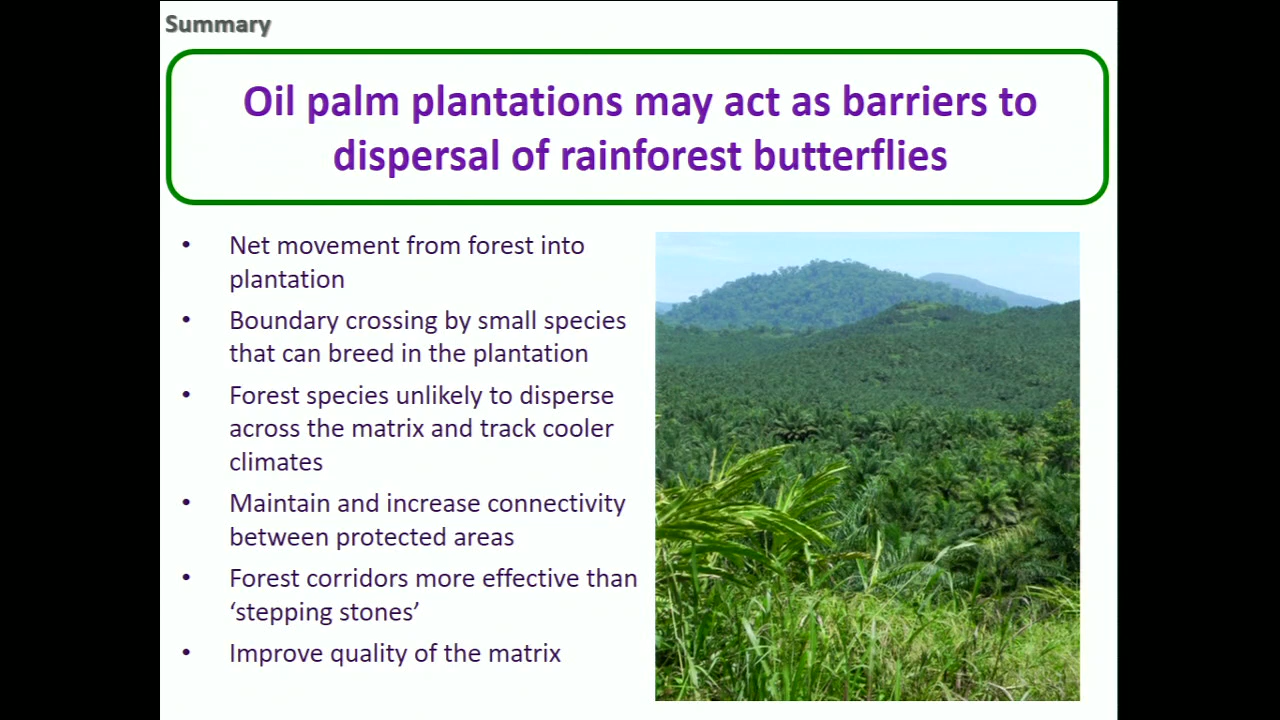 Summary
Oil palm plantations may act as barriers to
dispersal of rainforest butterflies
• Net movement from forest into
plantation
• Boundary crossing by small species
that can breed in the plantation
• Forest species unlikely to disperse
across the matrix and track cooler
climates
• Maintain and increase connectivity
between protected areas
• Forest corridors more effective than
‘stepping stones’
• Improve quality of the matrix